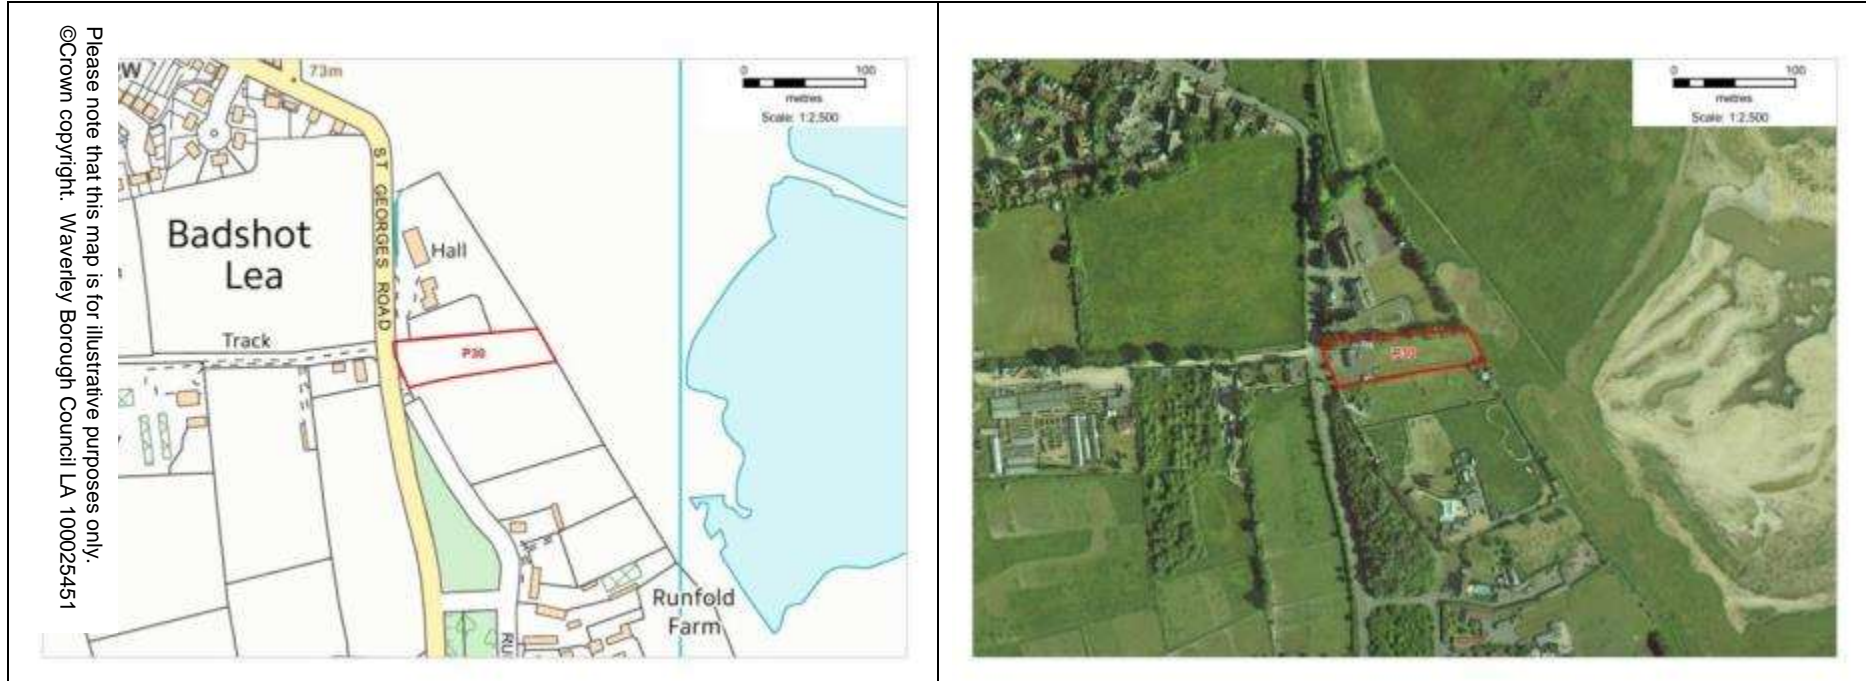 Please note that this map is for illustrative purposes only.
©Crown copyright. Waverley Borough Council LA 100025451
73m
0 100
metres
Scale: 1:2,500
ST GEORGES ROAD
Badshot
Lea
Hall
Track
P30
Runfold
Farm
0 100
metres
Scale: 1:2,500